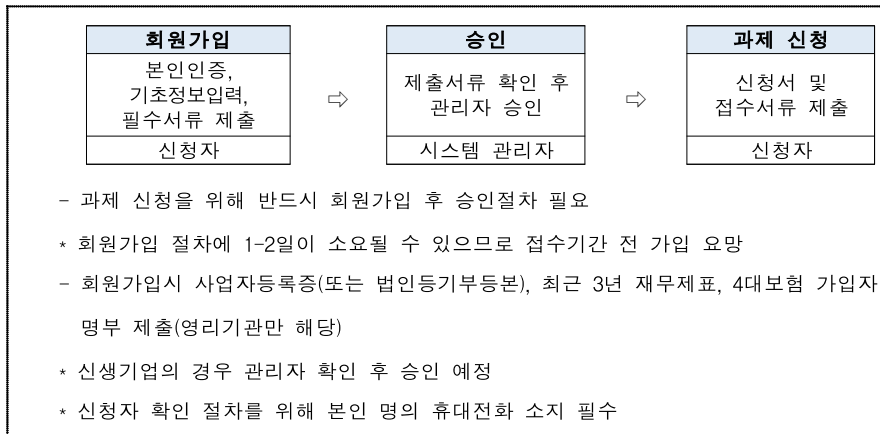 회원가입
본인인증,
기초정보입력,
필수서류 제출
신청자
⇨
승인
제출서류 확인 후
관리자 승인
시스템 관리자
⇨
과제 신청
신청서 및
접수서류 제출
신청자
- 과제 신청을 위해 반드시 회원가입 후 승인절차 필요
* 회원가입 절차에 1-2일이 소요될 수 있으므로 접수기간 전 가입 요망
- 회원가입시 사업자등록증(또는 법인등기부등본), 최근 3년 재무제표, 4대보험 가입자
명부 제출(영리기관만 해당)
* 신생기업의 경우 관리자 확인 후 승인 예정
* 신청자 확인 절차를 위해 본인 명의 휴대전화 소지 필수